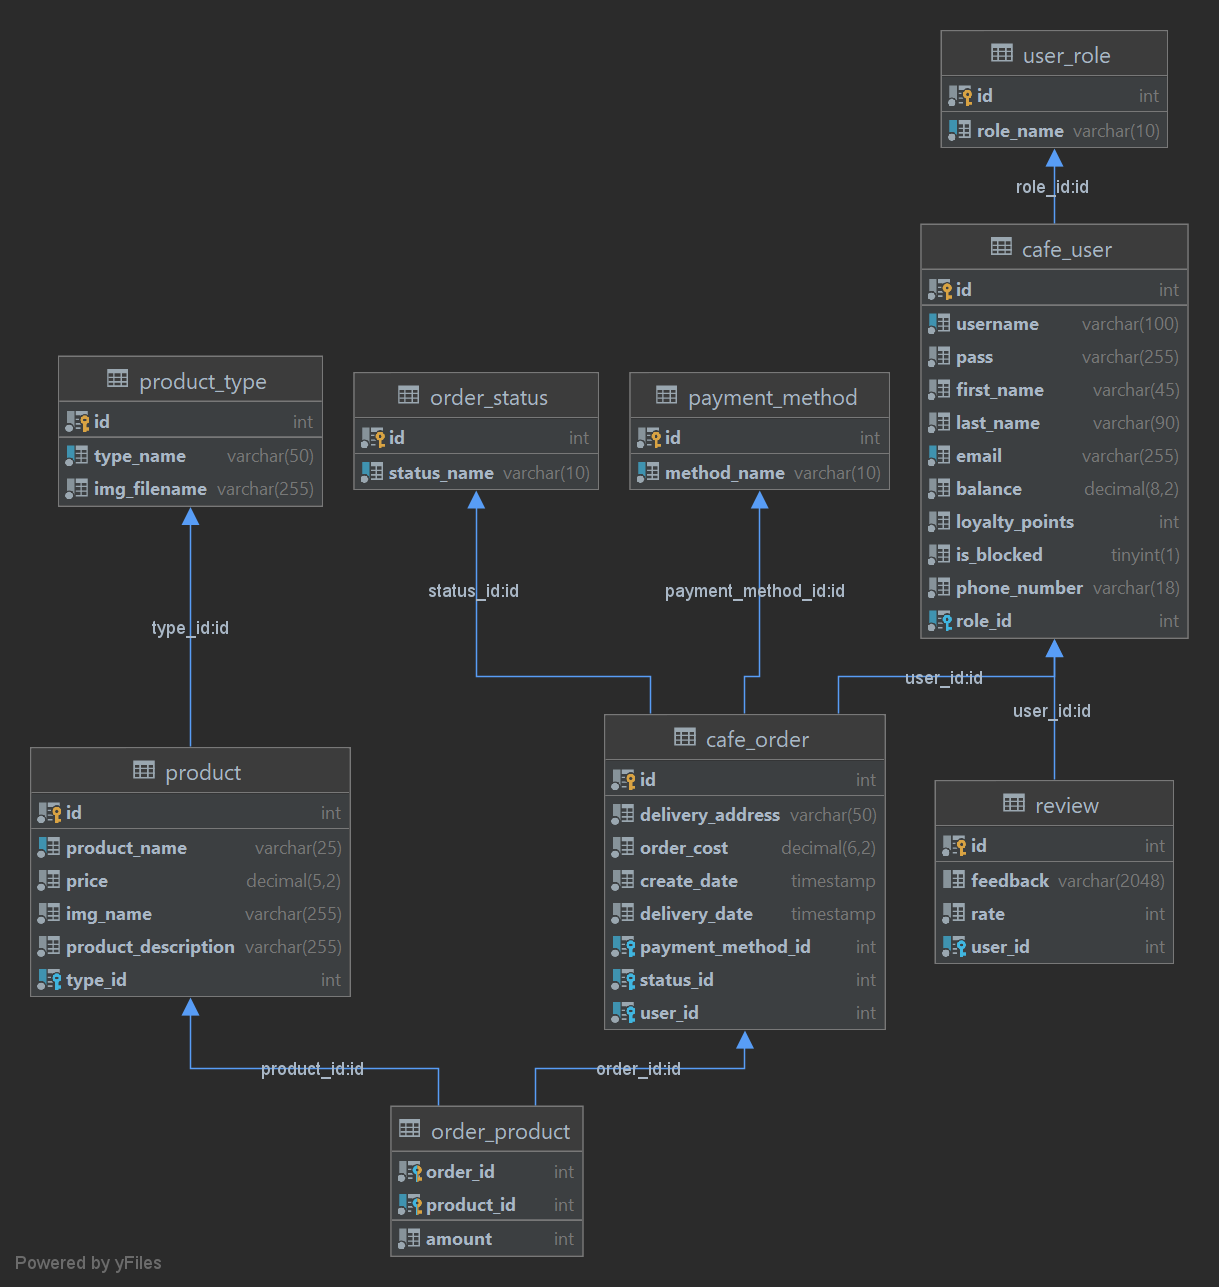 user_role
id int
role_name varchar(10)
role_id:id
cafe_user
id int
username varchar(100)
pass varchar(255)
first_name varchar(45)
last_name varchar(90)
email varchar(255)
balance decimal(8,2)
loyalty_points int
is_blocked tinyint(1)
phone_number varchar(18)
role_id int
product_type
id int
type_name varchar(50)
img_filename varchar(255)
order_status
id int
status_name varchar(10)
payment_method
id int
method_name varchar(10)
type_id:id
status_id:id
payment_method_id:id
user_id:id
user_id:id
product
id int
product_name varchar(25)
price decimal(5,2)
img_name varchar(255)
product_description varchar(255)
type_id int
cafe_order
id int
delivery_address varchar(50)
order_cost decimal(6,2)
create_date timestamp
delivery_date timestamp
payment_method_id int
status_id int
user_id int
review
id int
feedback varchar(2048)
rate int
user_id int
product_id:id
order_id:id
order_product
order_id int
product_id int
amount int
Powered by yFiles